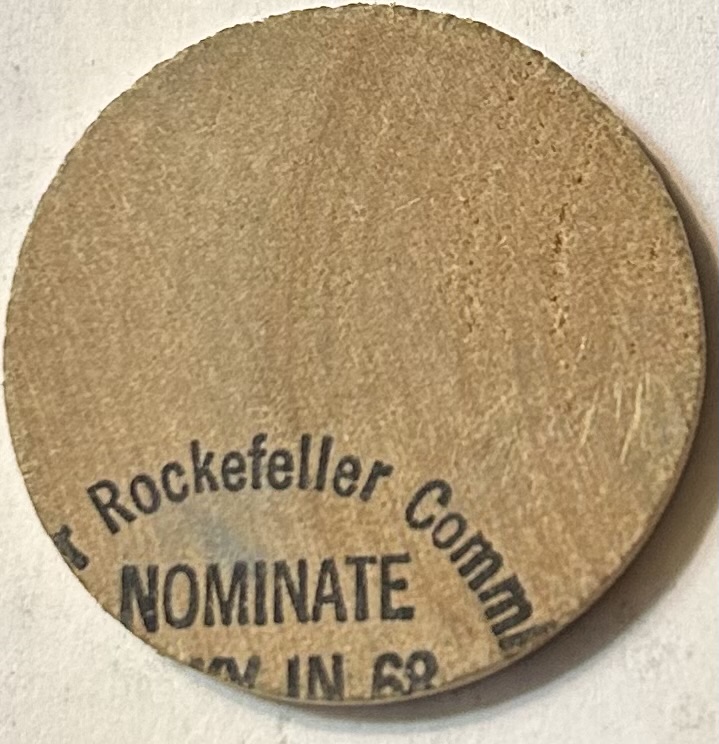 Rockefeller Comm
NOMINATE
IN 68